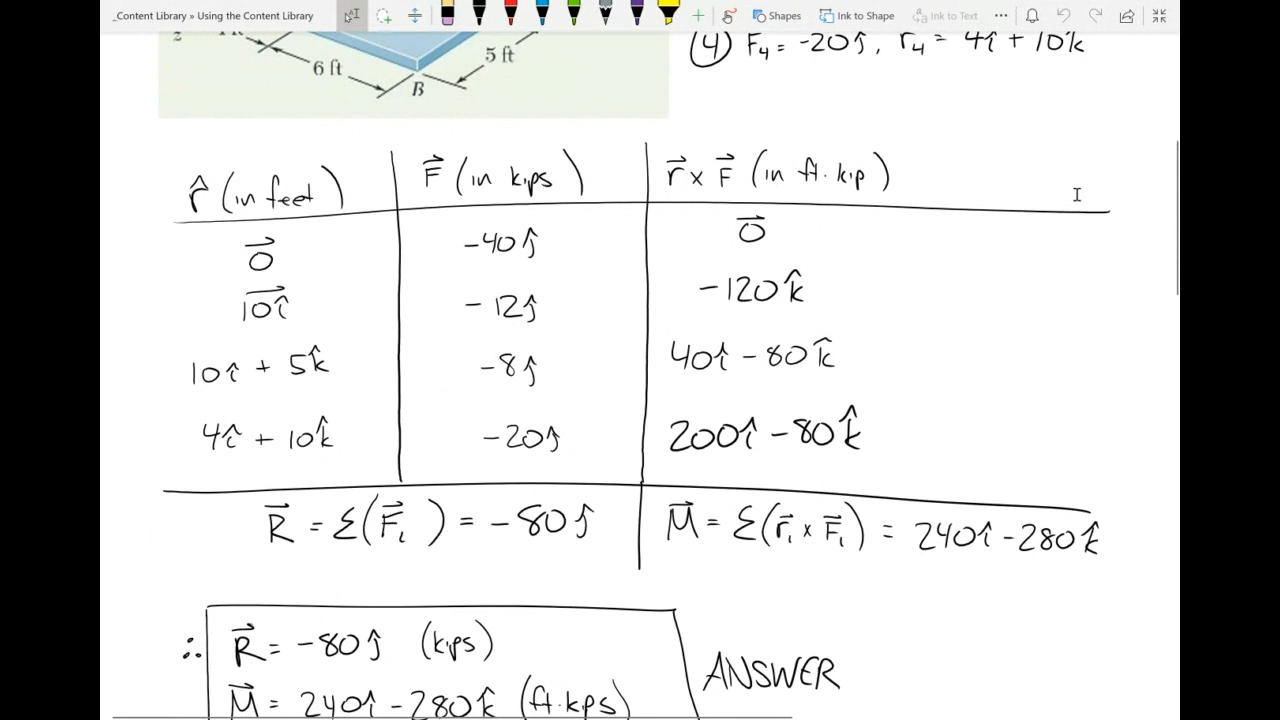 _Content Library » Using the Content Library
Shapes Ink to Shape Ink to Text ...
z 6 ft B 5 ft
(4) F₄ = -20ĵ, r₄ = 4î + 10k̂
r̂ (in feet) F⃗ (in kips) r⃗ x F⃗ (in ft·kip)
0⃗ -40ĵ 0⃗
10î -12ĵ -120k̂
10î + 5k̂ -8ĵ 40î - 80k̂
4î + 10k̂ -20ĵ 200î - 80k̂
R⃗ = Σ(F⃗ᵢ) = -80ĵ M⃗ = Σ(r⃗ᵢ x F⃗ᵢ) = 240î - 280k̂
∴ R⃗ = -80ĵ (kips)
M⃗ = 240î - 280k̂ (ft·kps)
ANSWER